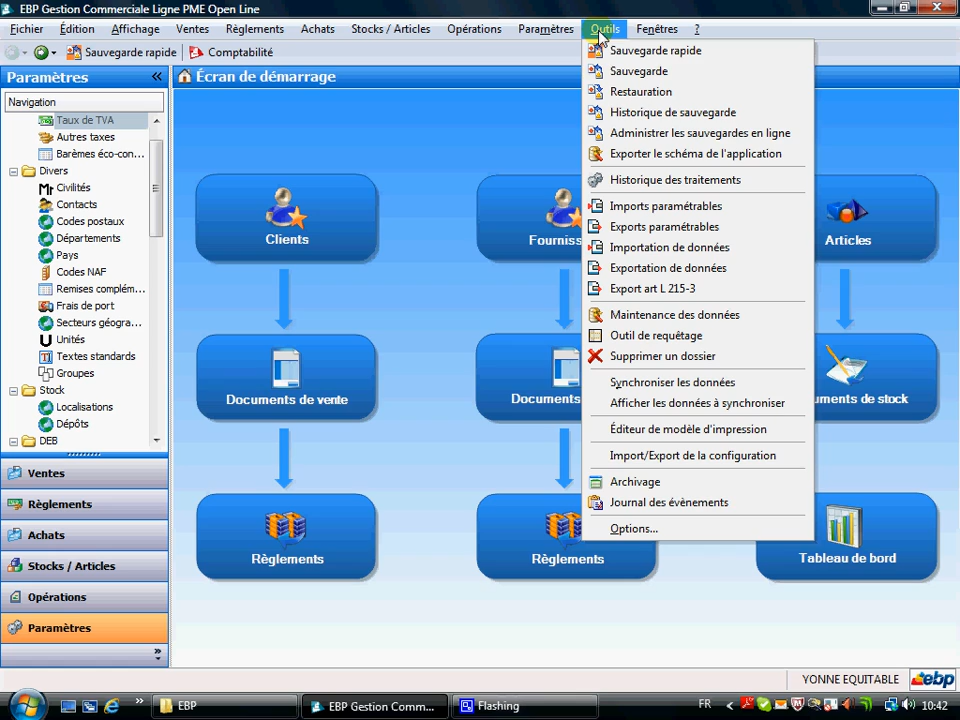 EBP Gestion Commerciale Ligne PME Open Line
Fichier Édition Affichage Ventes Règlements Achats Stocks / Articles Opérations Paramètres Outils Fenêtres ?
Sauvegarde rapide Comptabilité
Paramètres «
Écran de démarrage
Navigation
Taux de TVA
Autres taxes
Barèmes éco-con...
Divers
Civilités
Contacts
Codes postaux
Départements
Pays
Codes NAF
Remises complém...
Frais de port
Secteurs géogra...
Unités
Textes standards
Groupes
Stock
Localisations
Dépôts
DEB
Ventes
Règlements
Achats
Stocks / Articles
Opérations
Paramètres
»
Clients
Fourniss
Articles
Documents de vente
Docum
uments de stock
Règlements
Règlements
Tableau de bord
Sauvegarde rapide
Sauvegarde
Restauration
Historique de sauvegarde
Administrer les sauvegardes en ligne
Exporter le schéma de l'application
Historique des traitements
Imports paramétrables
Exports paramétrables
Importation de données
Exportation de données
Export art L 215-3
Maintenance des données
Outil de requêtage
Supprimer un dossier
Synchroniser les données
Afficher les données à synchroniser
Éditeur de modèle d'impression
Import/Export de la configuration
Archivage
Journal des évènements
Options...
YONNE EQUITABLE ebp
» EBP EBP Gestion Comm... Flashing FR < 10:42